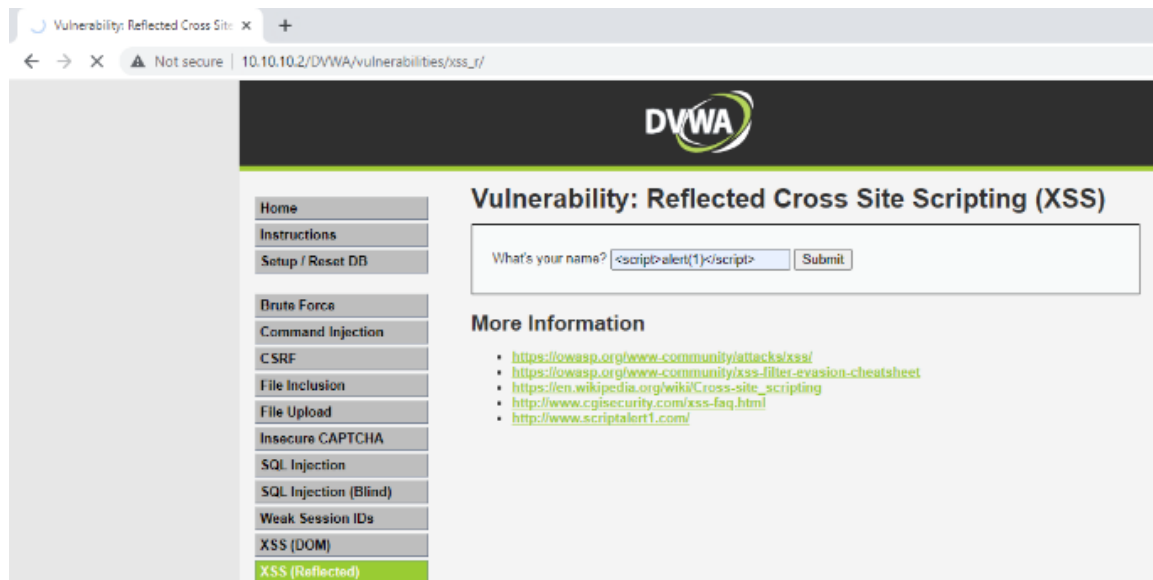 Vulnerability: Reflected Cross Site
Not secure | 10.10.10.2/DVWA/vulnerabilities/xss_r/
DVWA
Home
Instructions
Setup / Reset DB
Brute Force
Command Injection
CSRF
File Inclusion
File Upload
Insecure CAPTCHA
SQL Injection
SQL Injection (Blind)
Weak Session IDs
XSS (DOM)
XSS (Reflected)
Vulnerability: Reflected Cross Site Scripting (XSS)
What's your name? <script>alert(1)</script> Submit
More Information
https://owasp.org/www-community/attacks/xss/
https://owasp.org/www-community/xss-filter-evasion-cheatsheet
https://en.wikipedia.org/wiki/Cross-site_scripting
http://www.cgisecurity.com/xss-faq.html
http://www.scriptalert1.com/